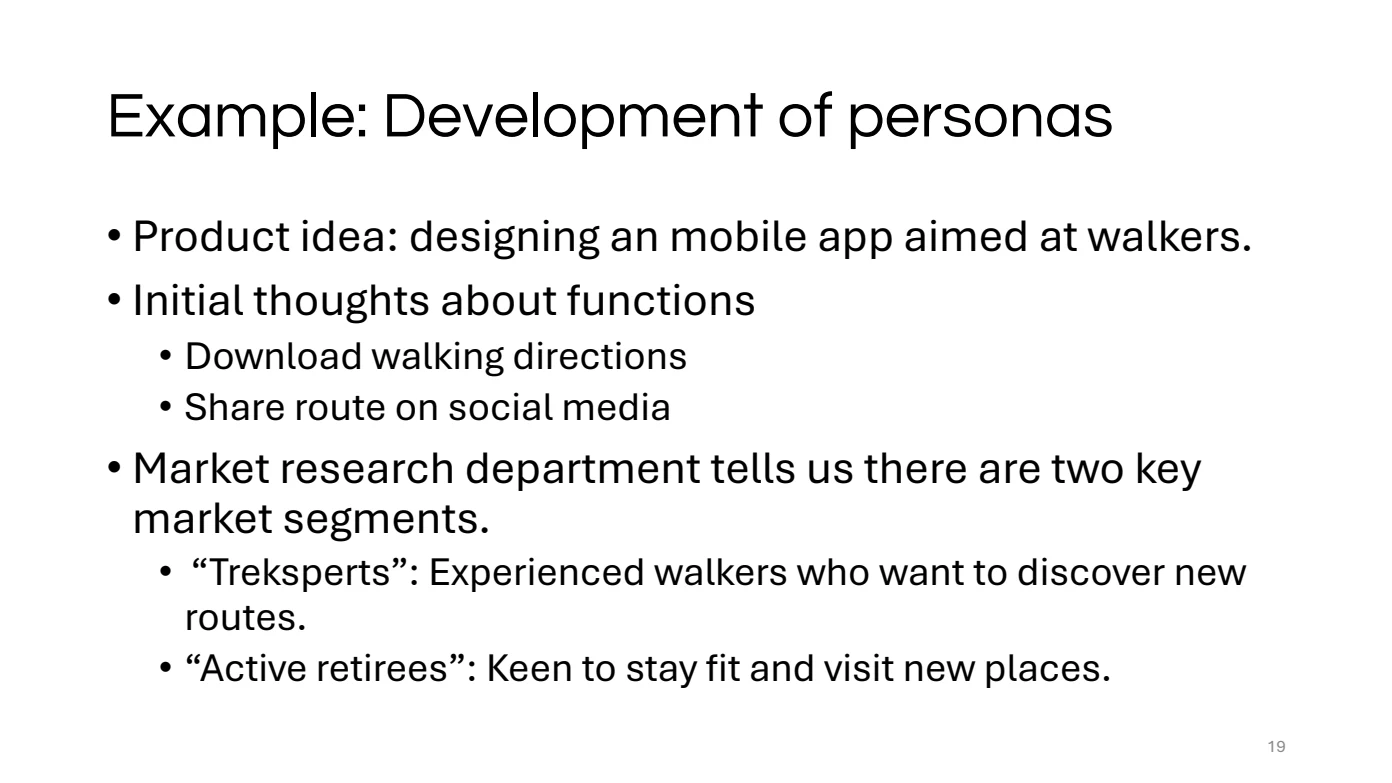 Example: Development of personas
• Product idea: designing an mobile app aimed at walkers.
• Initial thoughts about functions
• Download walking directions
• Share route on social media
• Market research department tells us there are two key
market segments.
• “Treksperts”: Experienced walkers who want to discover new
routes.
• “Active retirees”: Keen to stay fit and visit new places.
19